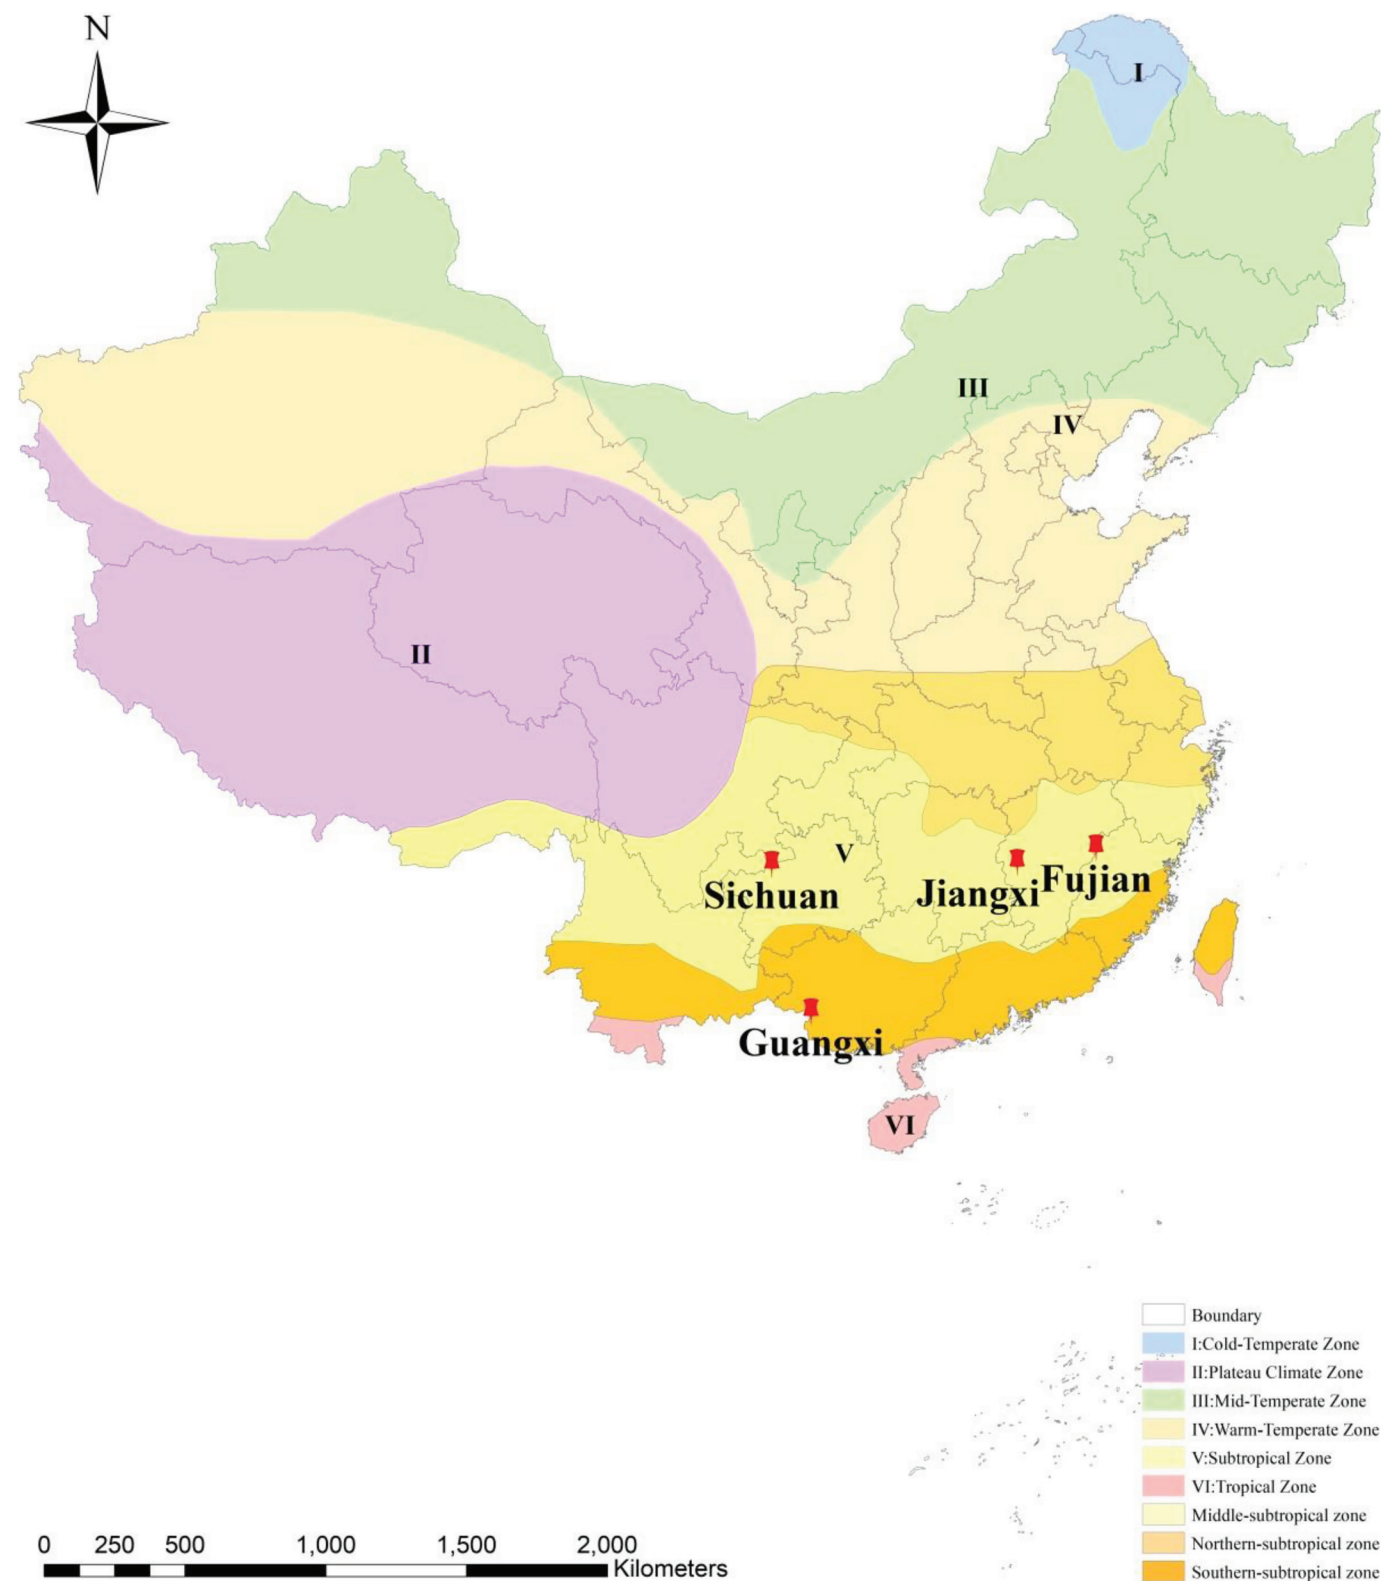 N
I
III
IV
II
V
Sichuan
Jiangxi
Fujian
Guangxi
VI
Boundary
I:Cold-Temperate Zone
II:Plateau Climate Zone
III:Mid-Temperate Zone
IV:Warm-Temperate Zone
V:Subtropical Zone
VI:Tropical Zone
Middle-subtropical zone
Northern-subtropical zone
Southern-subtropical zone
0 250 500 1,000 1,500 2,000
Kilometers